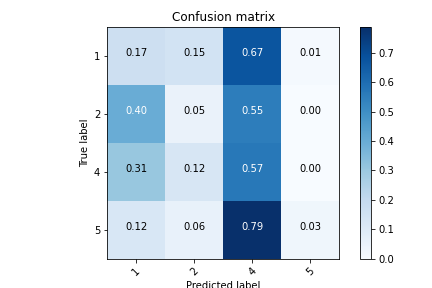 Confusion matrix
True label
1 0.17 0.15 0.67 0.01
2 0.40 0.05 0.55 0.00
4 0.31 0.12 0.57 0.00
5 0.12 0.06 0.79 0.03
1 2 4 5
Predicted label
0.7
0.6
0.5
0.4
0.3
0.2
0.1
0.0